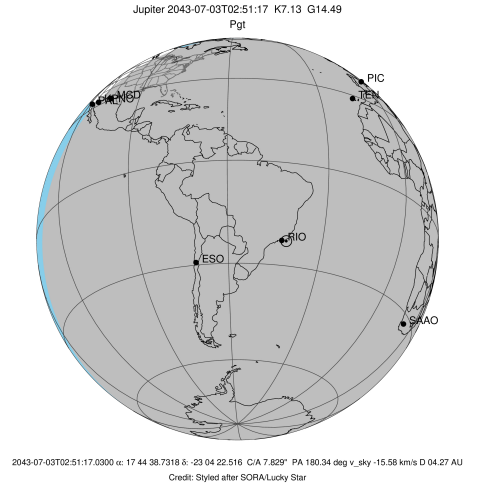 Jupiter 2043-07-03T02:51:17 K7.13 G14.49
Pgt
PIC
TEN
MCD
RIO
ESO
SAAO
2043-07-03T02:51:17.0300 α: 17 44 38.7318 δ: -23 04 22.516 C/A 7.829" PA 180.34 deg v_sky -15.58 km/s D 04.27 AU
Credit: Styled after SORA/Lucky Star